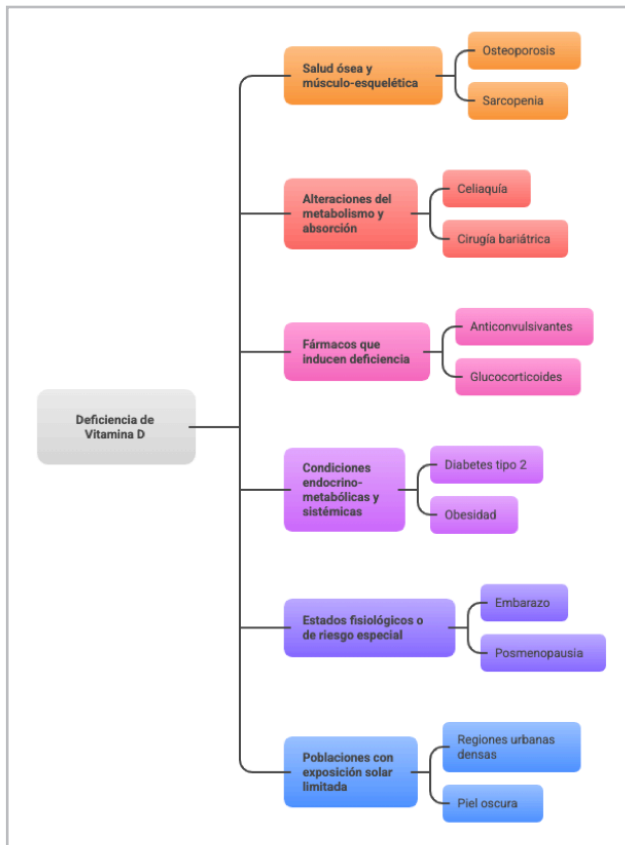 Salud ósea y
músculo-esquelética
Osteoporosis
Sarcopenia
Alteraciones del
metabolismo y
absorción
Celiaquía
Cirugía bariátrica
Fármacos que
inducen deficiencia
Anticonvulsivantes
Glucocorticoides
Deficiencia de
Vitamina D
Condiciones
endocrino-
metabólicas y
sistémicas
Diabetes tipo 2
Obesidad
Estados fisiológicos o
de riesgo especial
Embarazo
Posmenopausia
Poblaciones con
exposición solar
limitada
Regiones urbanas
densas
Piel oscura